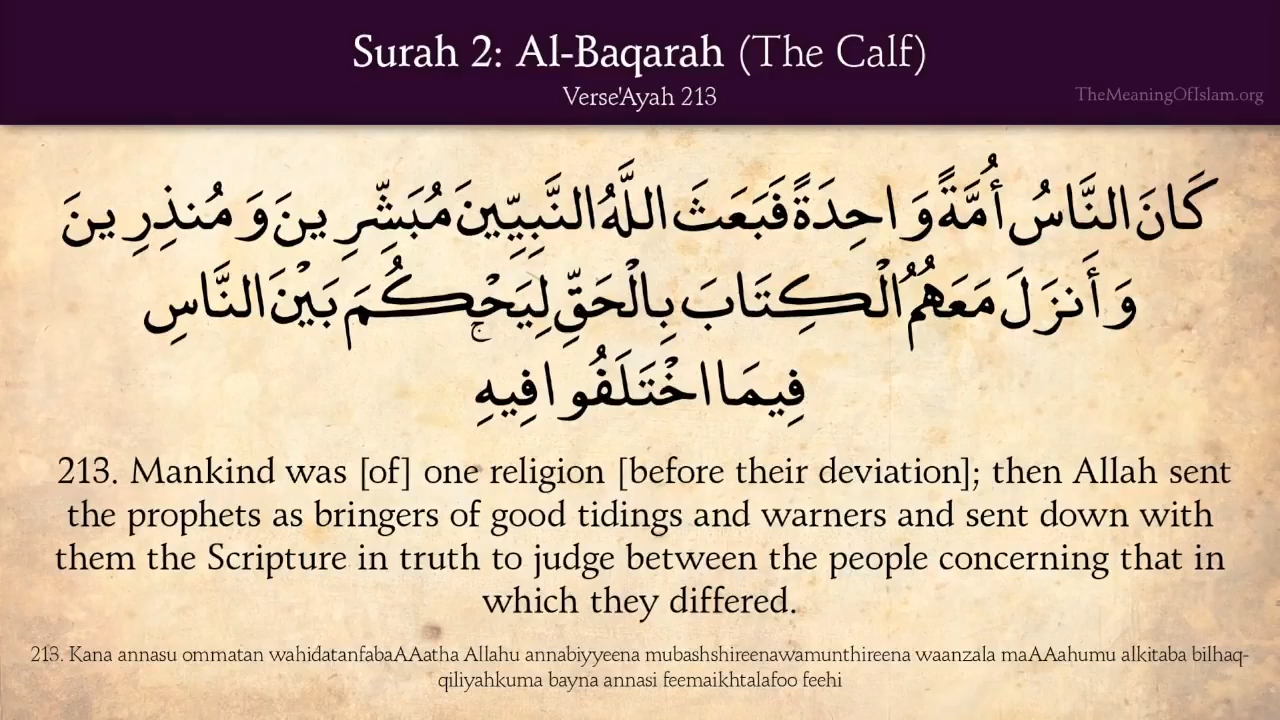 Surah 2: Al-Baqarah (The Calf)
Verse'Ayah 213
TheMeaningOfIslam.org
كَانَ النَّاسُ أُمَّةً وَاحِدَةً فَبَعَثَ اللَّهُ النَّبِيِّينَ مُبَشِّرِينَ وَمُنذِرِينَ
وَأَنزَلَ مَعَهُمُ الْكِتَابَ بِالْحَقِّ لِيَحْكُمَ بَيْنَ النَّاسِ
فِيمَا اخْتَلَفُوا فِيهِ ۚ
213. Mankind was [of] one religion [before their deviation]; then Allah sent
the prophets as bringers of good tidings and warners and sent down with
them the Scripture in truth to judge between the people concerning that in
which they differed.
213. Kana annasu ommatan wahidatanfabaAAatha Allahu annabiyyeena mubashshireenawamunthireena waanzala maAAahumu alkitaba bilhaq-
qiliyahkuma bayna annasi feemaikhtalafoo feehi